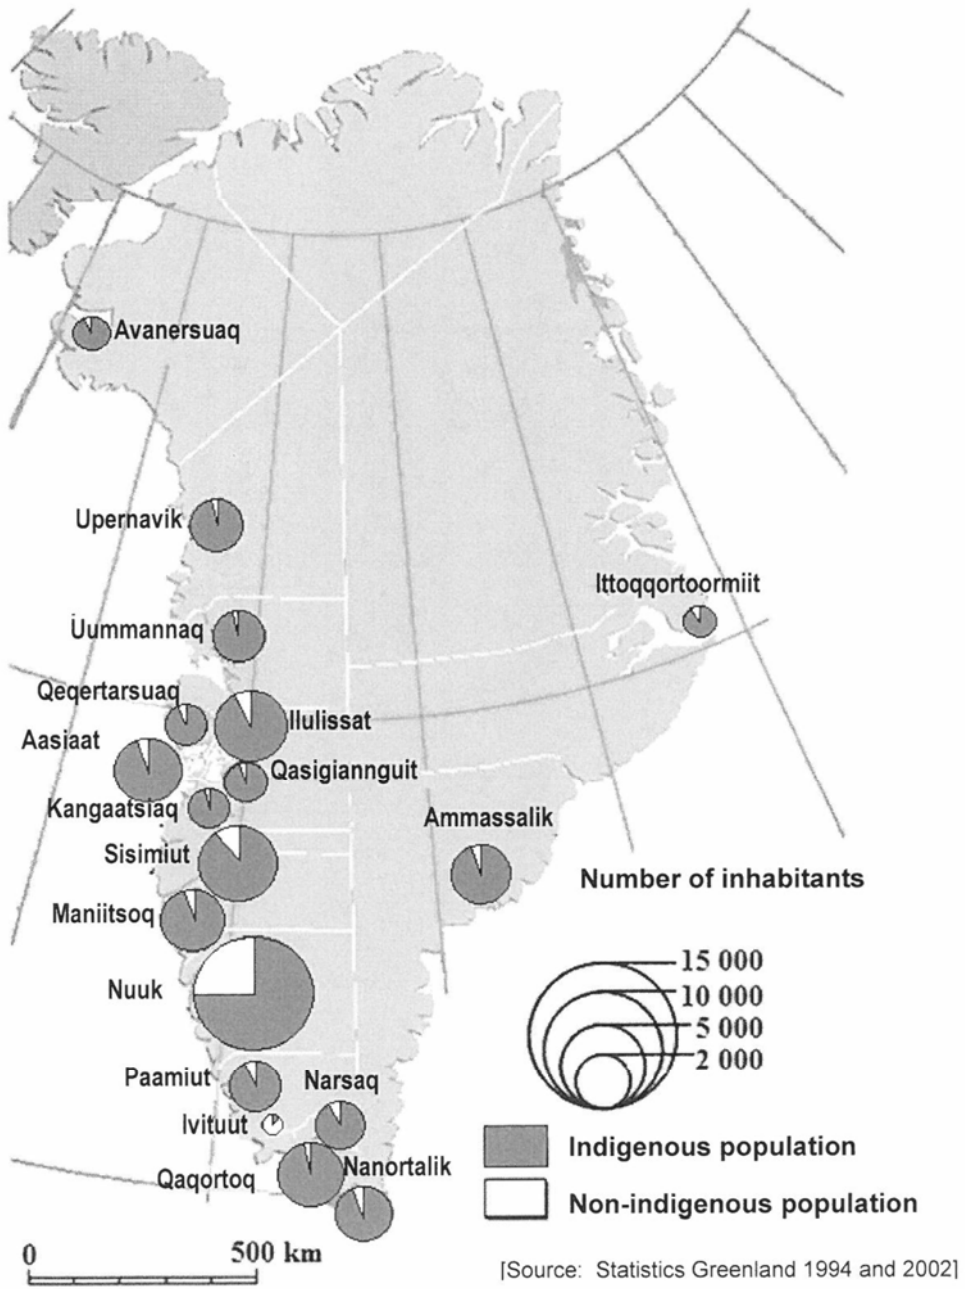 Avanersuaq
Upernavik
Ittoqqortoormiit
Uummannaq
Qeqertarsuaq
Ilulissat
Aasiaat
Qasigiannguit
Kangaatsiaq
Ammassalik
Sisimiut
Number of inhabitants
Maniitsoq
15 000
Nuuk
10 000
5 000
2 000
Paamiut
Narsaq
Ivituut
Indigenous population
Qaqortoq
Nanortalik
Non-indigenous population
0
500 km
[Source: Statistics Greenland 1994 and 2002]